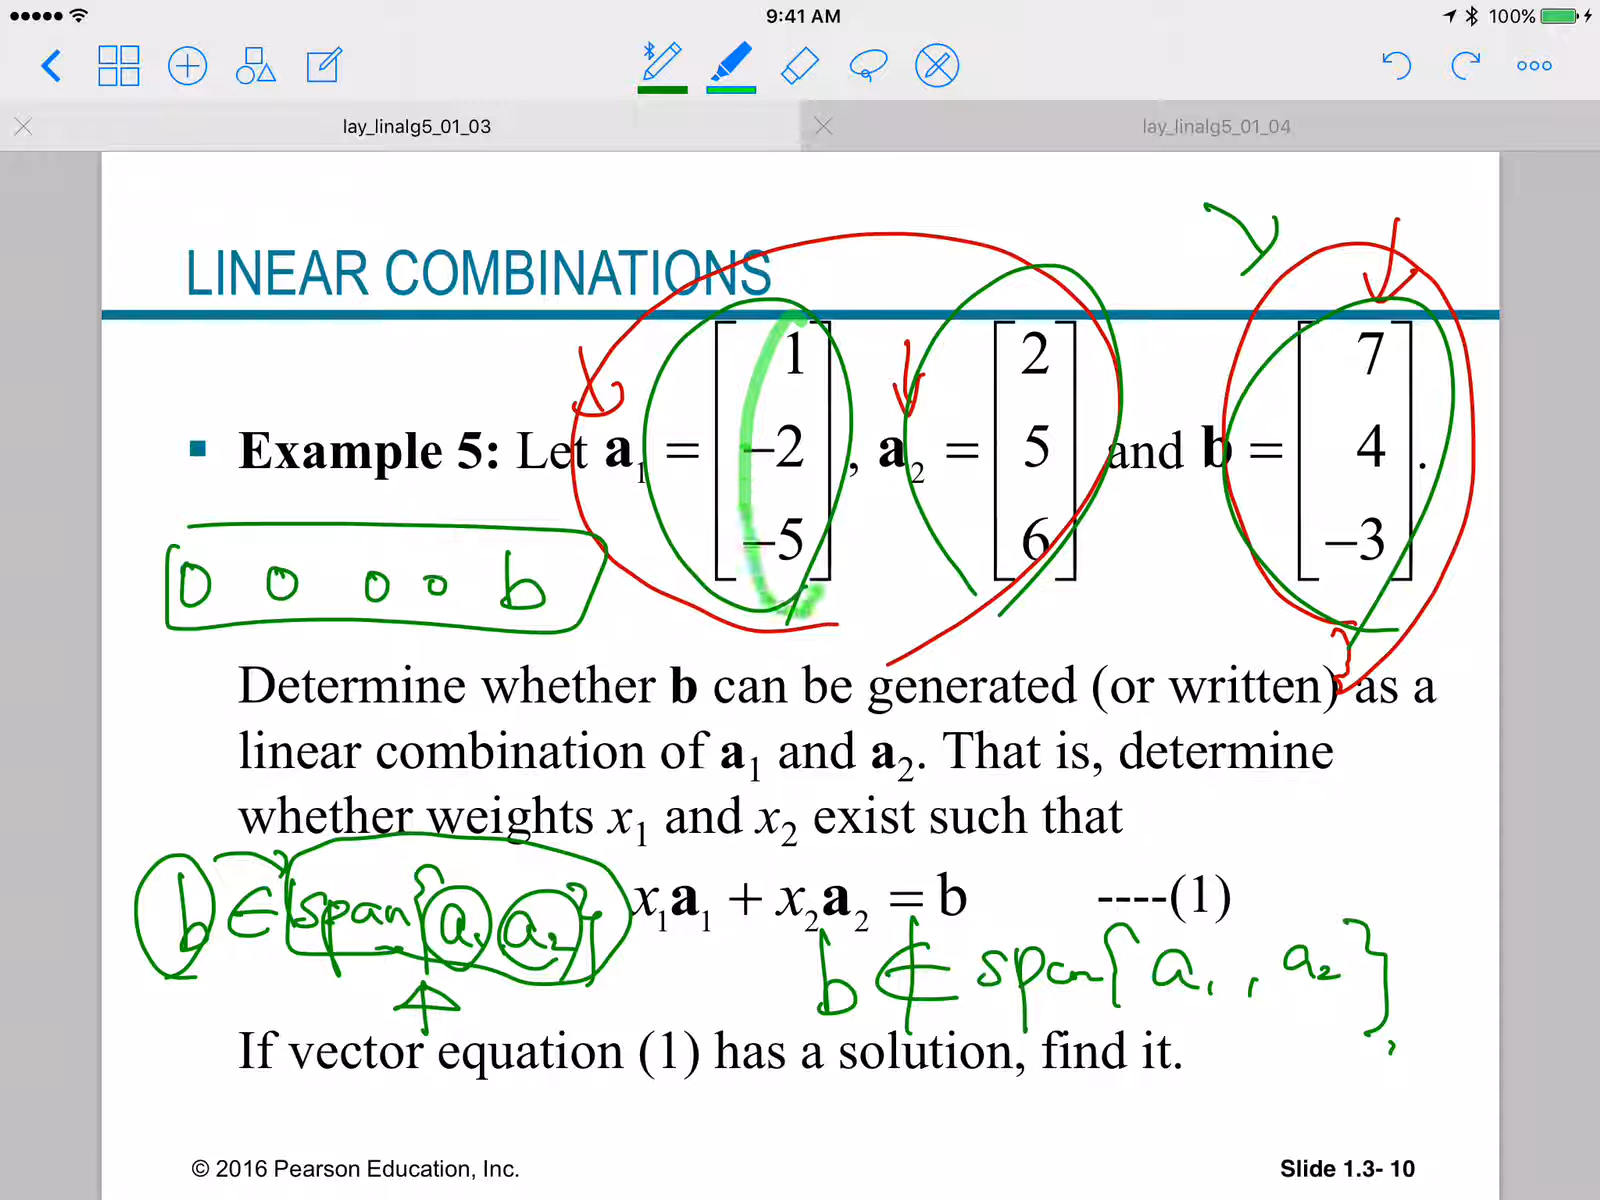 9:41 AM
100%
lay_linalg5_01_03
lay_linalg5_01_04
LINEAR COMBINATIONS
Example 5: Let a₁ = [1 −2 −5], a₂ = [2 5 6] and b = [7 4 −3].
0 0 0 0 b
Determine whether b can be generated (or written) as a
linear combination of a₁ and a₂. That is, determine
whether weights x₁ and x₂ exist such that
x₁a₁ + x₂a₂ = b ----(1)
b ∈ span{a₁ a₂}
b ∉ span{a₁, a₂},
If vector equation (1) has a solution, find it.
© 2016 Pearson Education, Inc.
Slide 1.3- 10